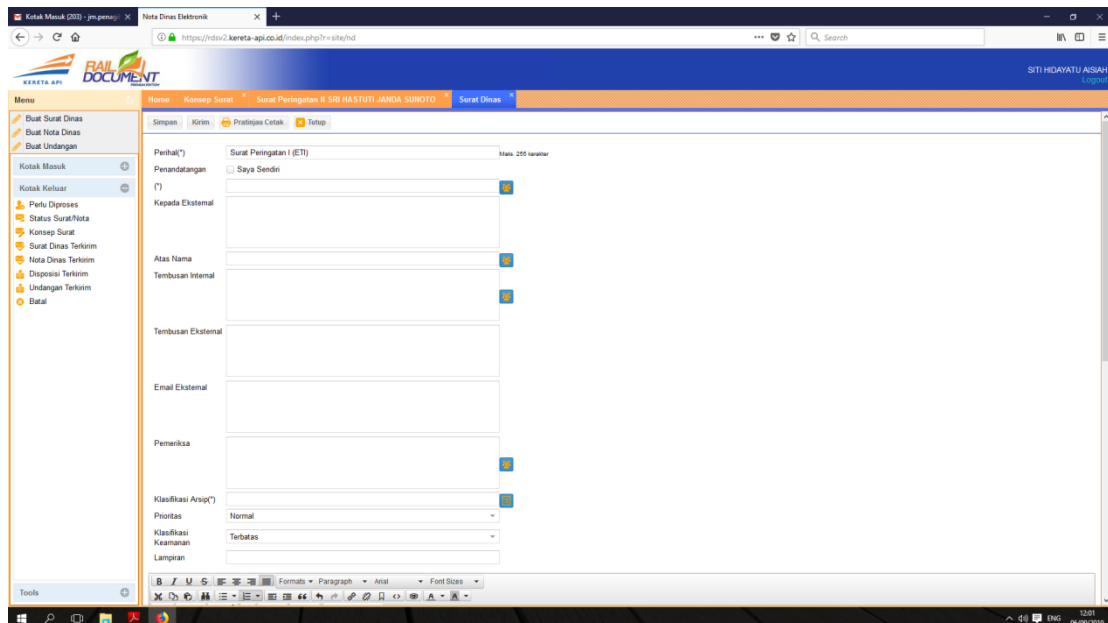 Kotak Masuk (203) - jm.penagi
Nota Dinas Elektronik
https://rdsv2.kereta-api.co.id/index.php?r=site/nd
Search
KERETA API
RAIL
DOCUMENT
SITI HIDAYATU AISIAH
Logout
Menu
Home
Konsep Surat
Surat Peringatan II SRI HASTUTI JANDA SUNOTO
Surat Dinas
Buat Surat Dinas
Buat Nota Dinas
Buat Undangan
Kotak Masuk
Kotak Keluar
Perlu Diproses
Status Surat/Nota
Konsep Surat
Surat Dinas Terkirim
Nota Dinas Terkirim
Disposisi Terkirim
Undangan Terkirim
Batal
Tools
Simpan Kirim Pratinjau Cetak Tutup
Perihal(*) Surat Peringatan I (ETI) Maks. 255 karakter
Penandatangan Saya Sendiri
(*)
Kepada Eksternal
Atas Nama
Tembusan Internal
Tembusan Eksternal
Email Eksternal
Pemeriksa
Klasifikasi Arsip(*)
Prioritas Normal
Klasifikasi
Keamanan Terbatas
Lampiran
B I U S Formats Paragraph Arial Font Sizes
A A
ENG 12:01
06/09/2019